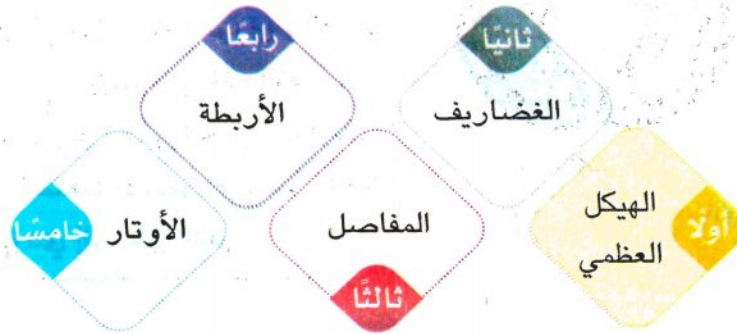 أولًا
الهيكل
العظمي
ثانيًا
الغضاريف
ثالثًا
المفاصل
رابعًا
الأربطة
خامسًا
الأوتار